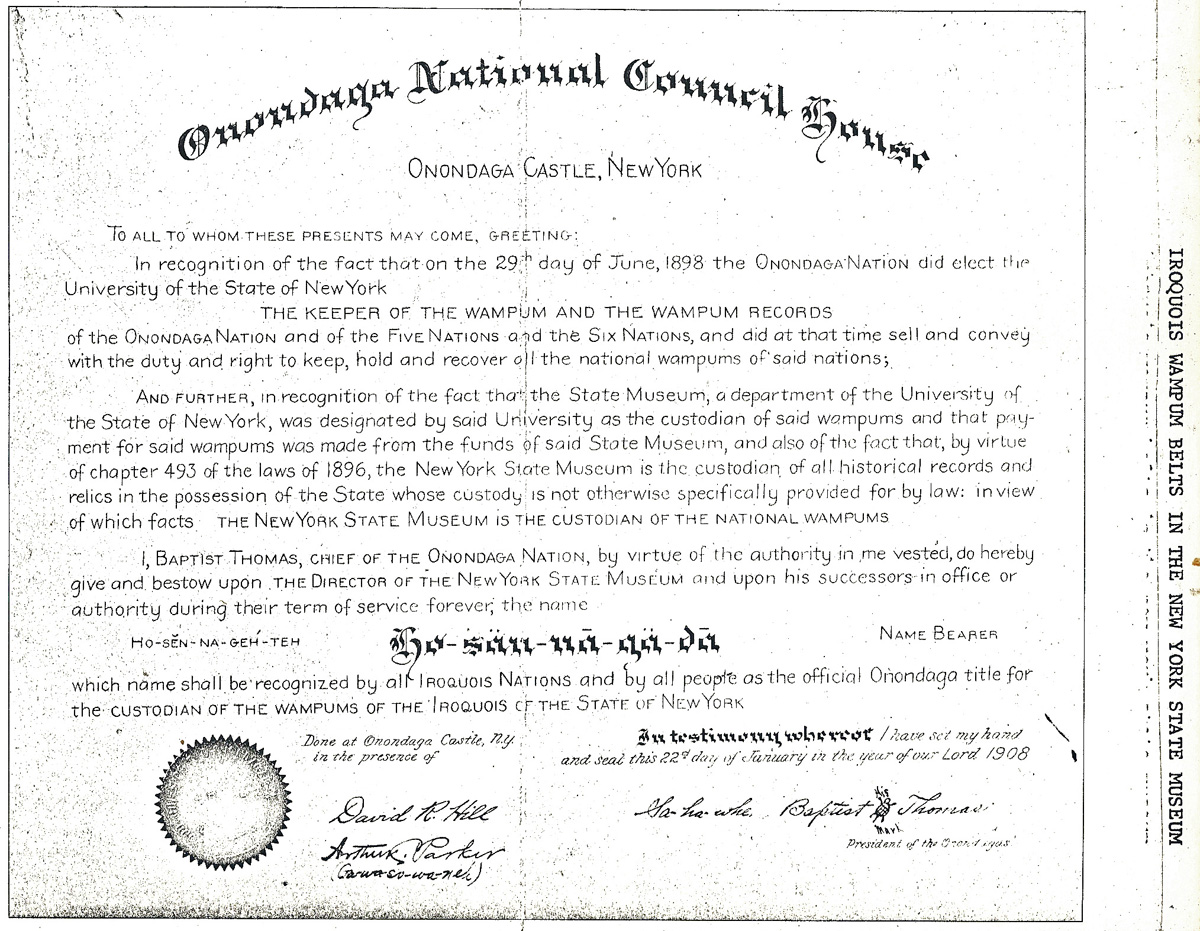 Onondaga National Council House
ONONDAGA CASTLE, NEW YORK
TO ALL TO WHOM THESE PRESENTS MAY COME, GREETING:
In recognition of the fact that on the 29th day of June, 1898 the ONONDAGA NATION did elect the
University of the State of New York
THE KEEPER OF THE WAMPUM AND THE WAMPUM RECORDS
of the ONONDAGA NATION and of the FIVE NATIONS and the SIX NATIONS, and did at that time sell and convey
with the duty and right to keep, hold and recover all the national wampums of said nations;
AND FURTHER, in recognition of the fact that the State Museum, a department of the University of
the State of New York, was designated by said University as the custodian of said wampums and that pay-
ment for said wampums was made from the funds of said State Museum, and also of the fact that, by virtue
of chapter 493 of the laws of 1896, the New York State Museum is the custodian of all historical records and
relics in the possession of the State whose custody is not otherwise specifically provided for by law: in view
of which facts THE NEW YORK STATE MUSEUM IS THE CUSTODIAN OF THE NATIONAL WAMPUMS
I, BAPTIST THOMAS, CHIEF OF THE ONONDAGA NATION, by virtue of the authority in me vested, do hereby
give and bestow upon THE DIRECTOR OF THE NEW YORK STATE MUSEUM and upon his successors in office or
authority during their term of service forever, the name
HO-SĔN-NA-GEH´-TEH Ho-sän-nā-gä-dā NAME BEARER
which name shall be recognized by all IROQUOIS NATIONS and by all people as the official Onondaga title for
the CUSTODIAN OF THE WAMPUMS OF THE IROQUOIS OF THE STATE OF NEW YORK
Done at Onondaga Castle, N.Y.
in the presence of
David R. Hill
Arthur C. Parker
(Ga-wa-so-wa-neh)
In testimony whereof I have set my hand
and seal this 22d day of January in the year of our Lord 1908
Sa-ha-whe. Baptist His Mark Thomas
President of the Onondagas
IROQUOIS WAMPUM BELTS IN THE NEW YORK STATE MUSEUM